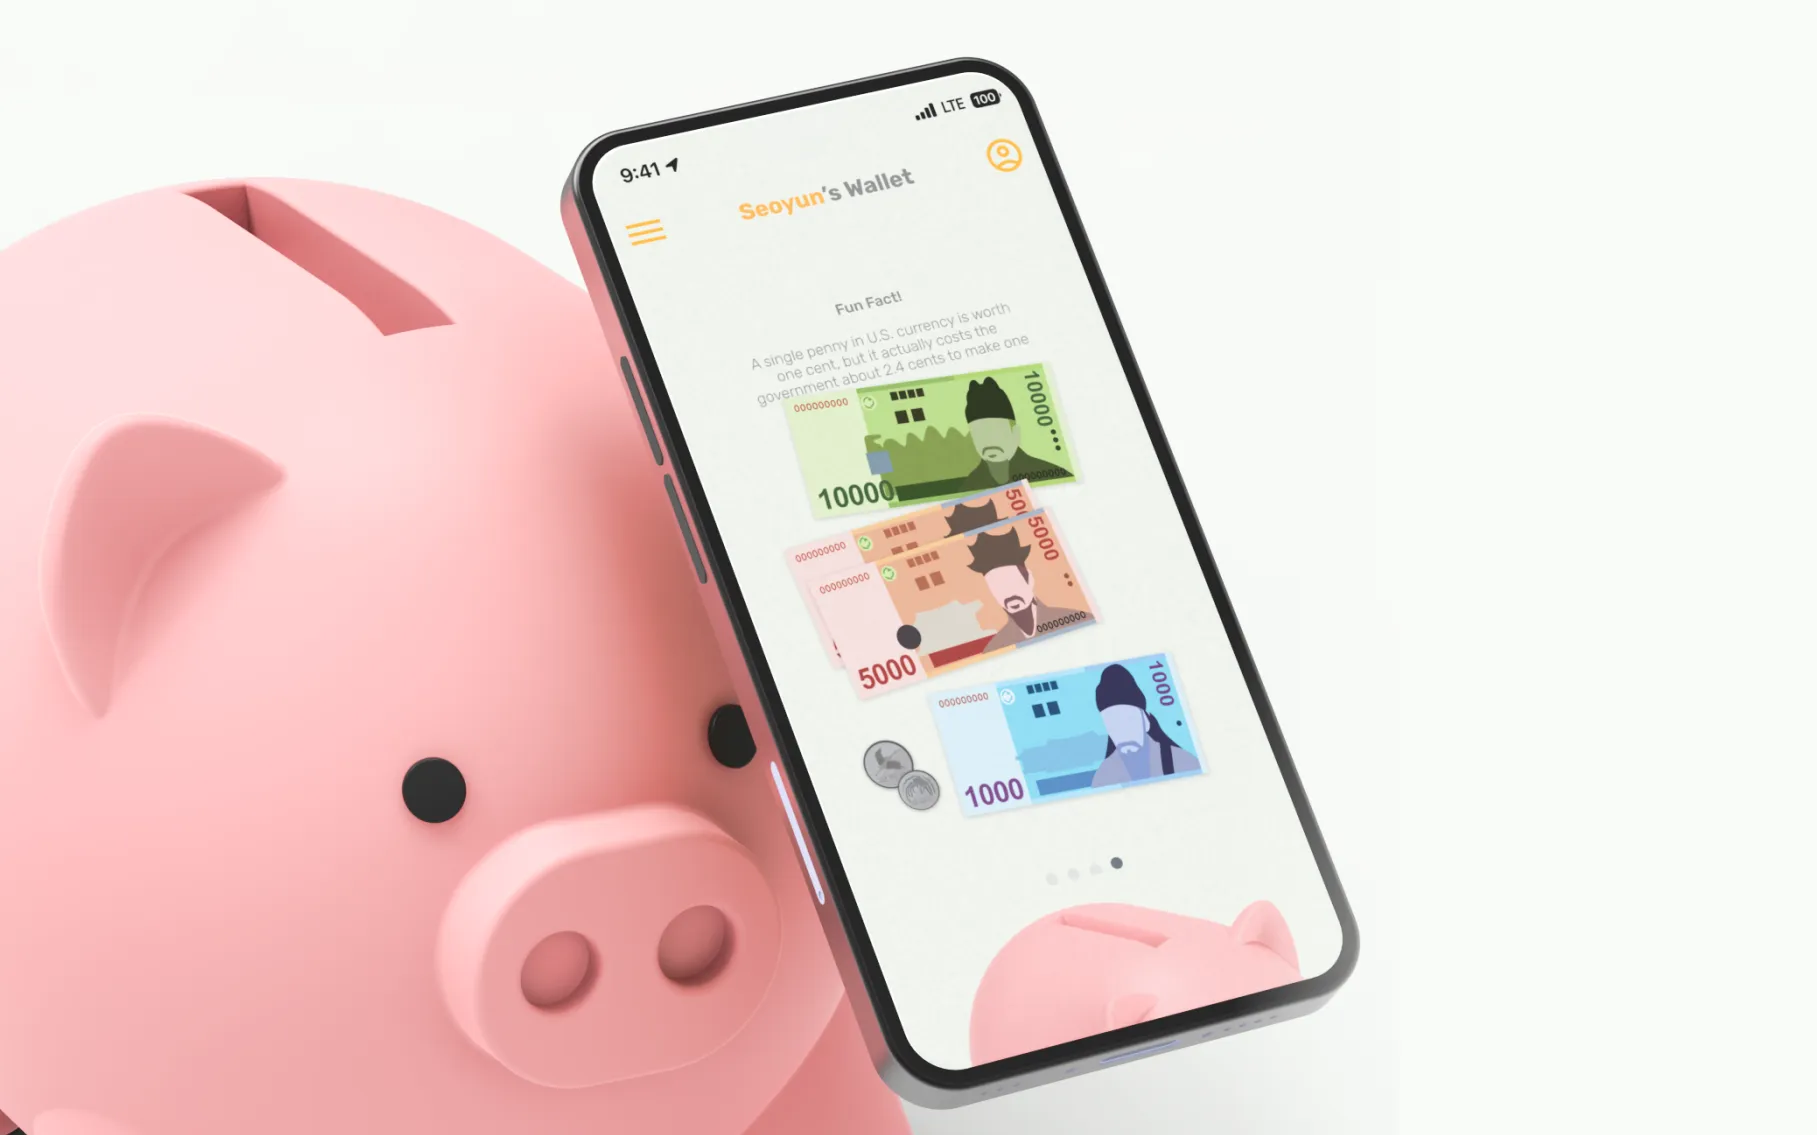 9:41
LTE 100
Seoyun's Wallet
Fun Fact!
A single penny in U.S. currency is worth
one cent, but it actually costs the
government about 2.4 cents to make one
000000000
10000
10000
000000000
000000000
500
000000000
5000
5000
000000000
000000000
1000
1000